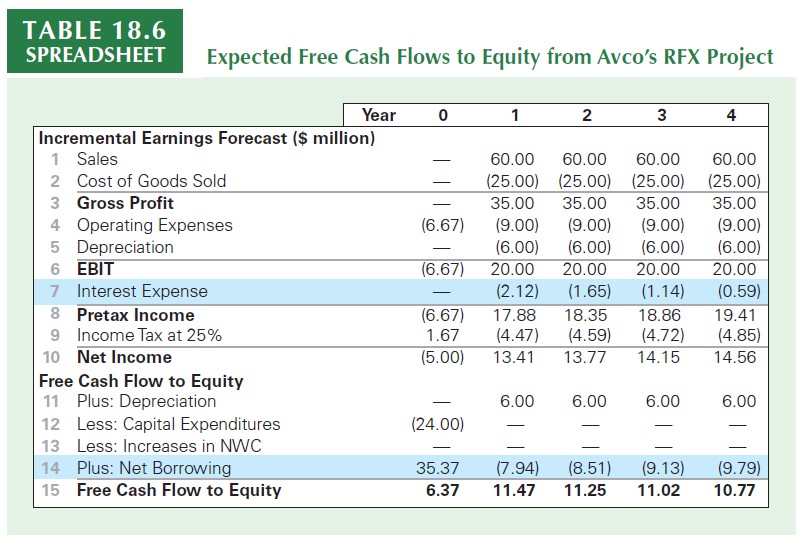 TABLE 18.6
SPREADSHEET Expected Free Cash Flows to Equity from Avco's RFX Project
Year 0 1 2 3 4
Incremental Earnings Forecast ($ million)
1 Sales — 60.00 60.00 60.00 60.00
2 Cost of Goods Sold — (25.00) (25.00) (25.00) (25.00)
3 Gross Profit — 35.00 35.00 35.00 35.00
4 Operating Expenses (6.67) (9.00) (9.00) (9.00) (9.00)
5 Depreciation — (6.00) (6.00) (6.00) (6.00)
6 EBIT (6.67) 20.00 20.00 20.00 20.00
7 Interest Expense — (2.12) (1.65) (1.14) (0.59)
8 Pretax Income (6.67) 17.88 18.35 18.86 19.41
9 Income Tax at 25% 1.67 (4.47) (4.59) (4.72) (4.85)
10 Net Income (5.00) 13.41 13.77 14.15 14.56
Free Cash Flow to Equity
11 Plus: Depreciation — 6.00 6.00 6.00 6.00
12 Less: Capital Expenditures (24.00) — — — —
13 Less: Increases in NWC — — — — —
14 Plus: Net Borrowing 35.37 (7.94) (8.51) (9.13) (9.79)
15 Free Cash Flow to Equity 6.37 11.47 11.25 11.02 10.77